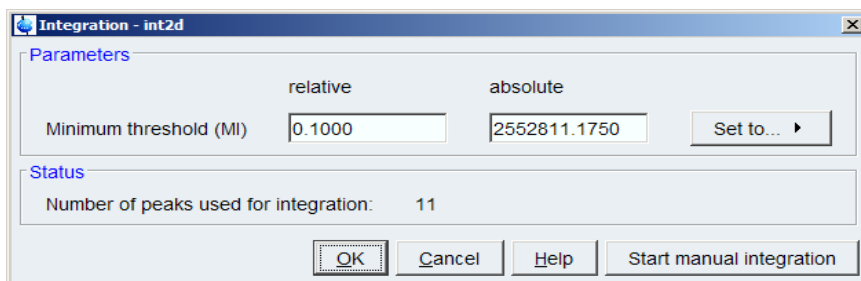 Integration - int2d
Parameters
relative absolute
Minimum threshold (MI) 0.1000 2552811.1750 Set to...
Status
Number of peaks used for integration: 11
OK Cancel Help Start manual integration